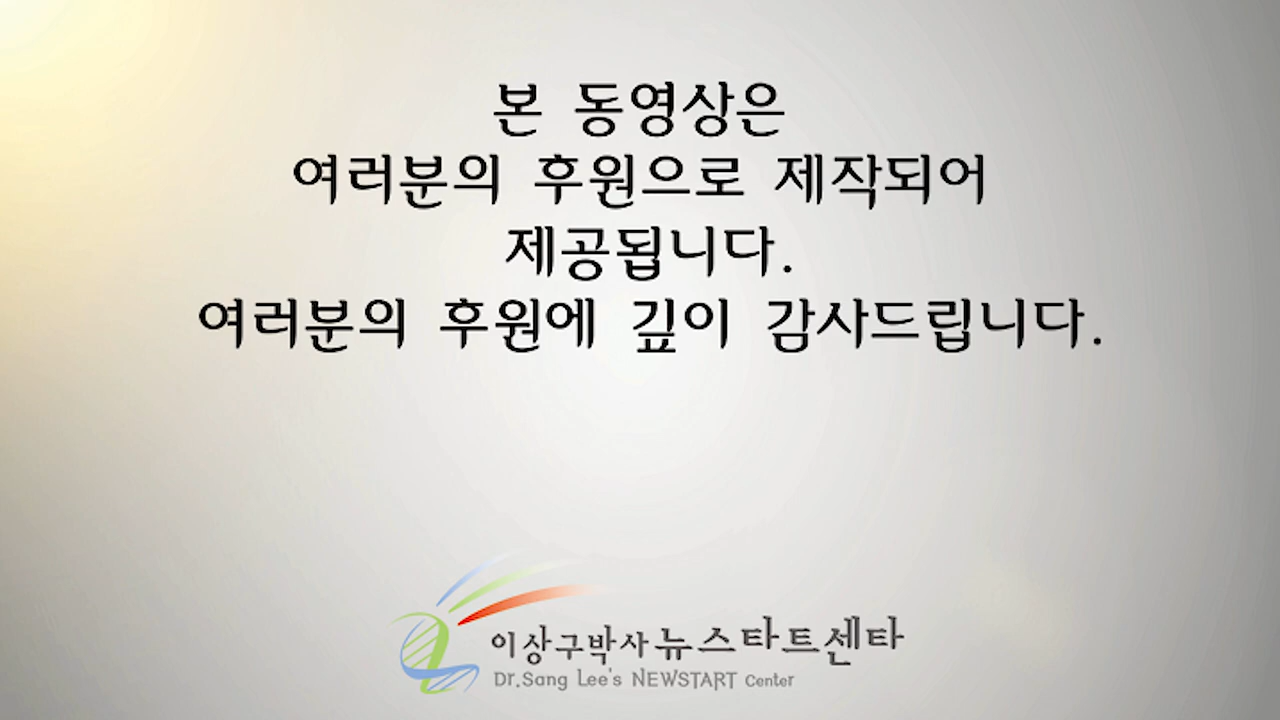 본 동영상은
여러분의 후원으로 제작되어
제공됩니다.
여러분의 후원에 깊이 감사드립니다.
이상구박사 뉴스타트센타
Dr.Sang Lee's NEWSTART Center